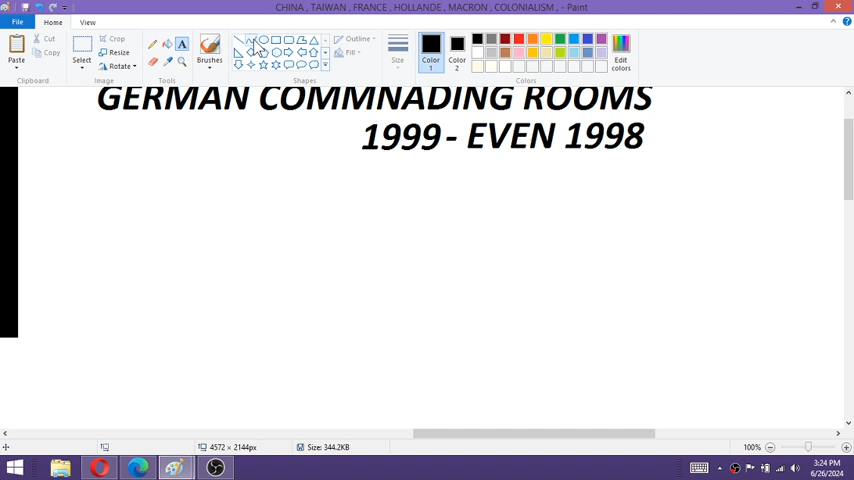 CHINA , TAIWAN , FRANCE , HOLLANDE , MACRON , COLONIALISM , - Paint
File
Home
View
Paste
Cut
Copy
Clipboard
Select
Crop
Resize
Rotate
Image
A
Tools
Brushes
Shapes
Outline
Fill
Size
Color 1
Color 2
Edit colors
Colors
GERMAN COMMNADING ROOMS
1999 - EVEN 1998
4572 × 2144px
Size: 344.2KB
100%
3:24 PM
6/26/2024